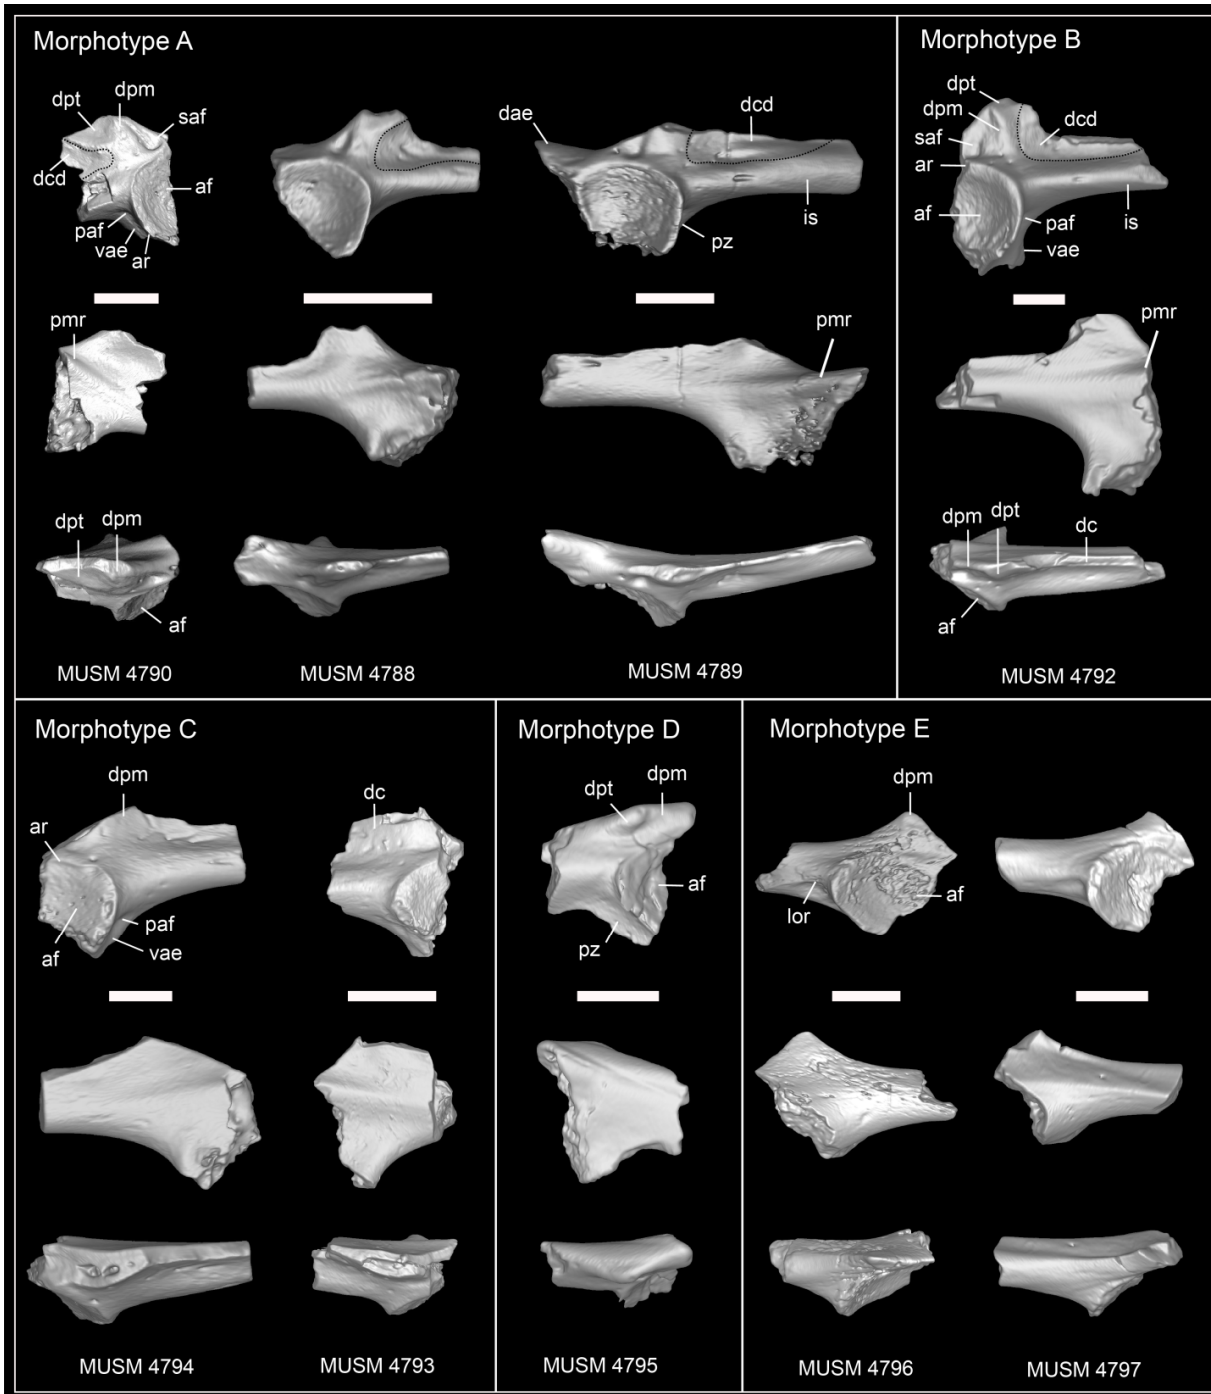 Morphotype A
dpt
dpm
saf
dcd
af
paf
vae
ar
dae
dcd
is
pz
pmr
pmr
dpt
dpm
af
MUSM 4790
MUSM 4788
MUSM 4789
Morphotype B
dpt
dpm
dcd
saf
ar
af
paf
is
vae
pmr
dpm
dpt
dc
af
MUSM 4792
Morphotype C
dpm
ar
dc
paf
af
vae
MUSM 4794
MUSM 4793
Morphotype D
dpm
dpt
af
pz
MUSM 4795
Morphotype E
dpm
lor
af
MUSM 4796
MUSM 4797